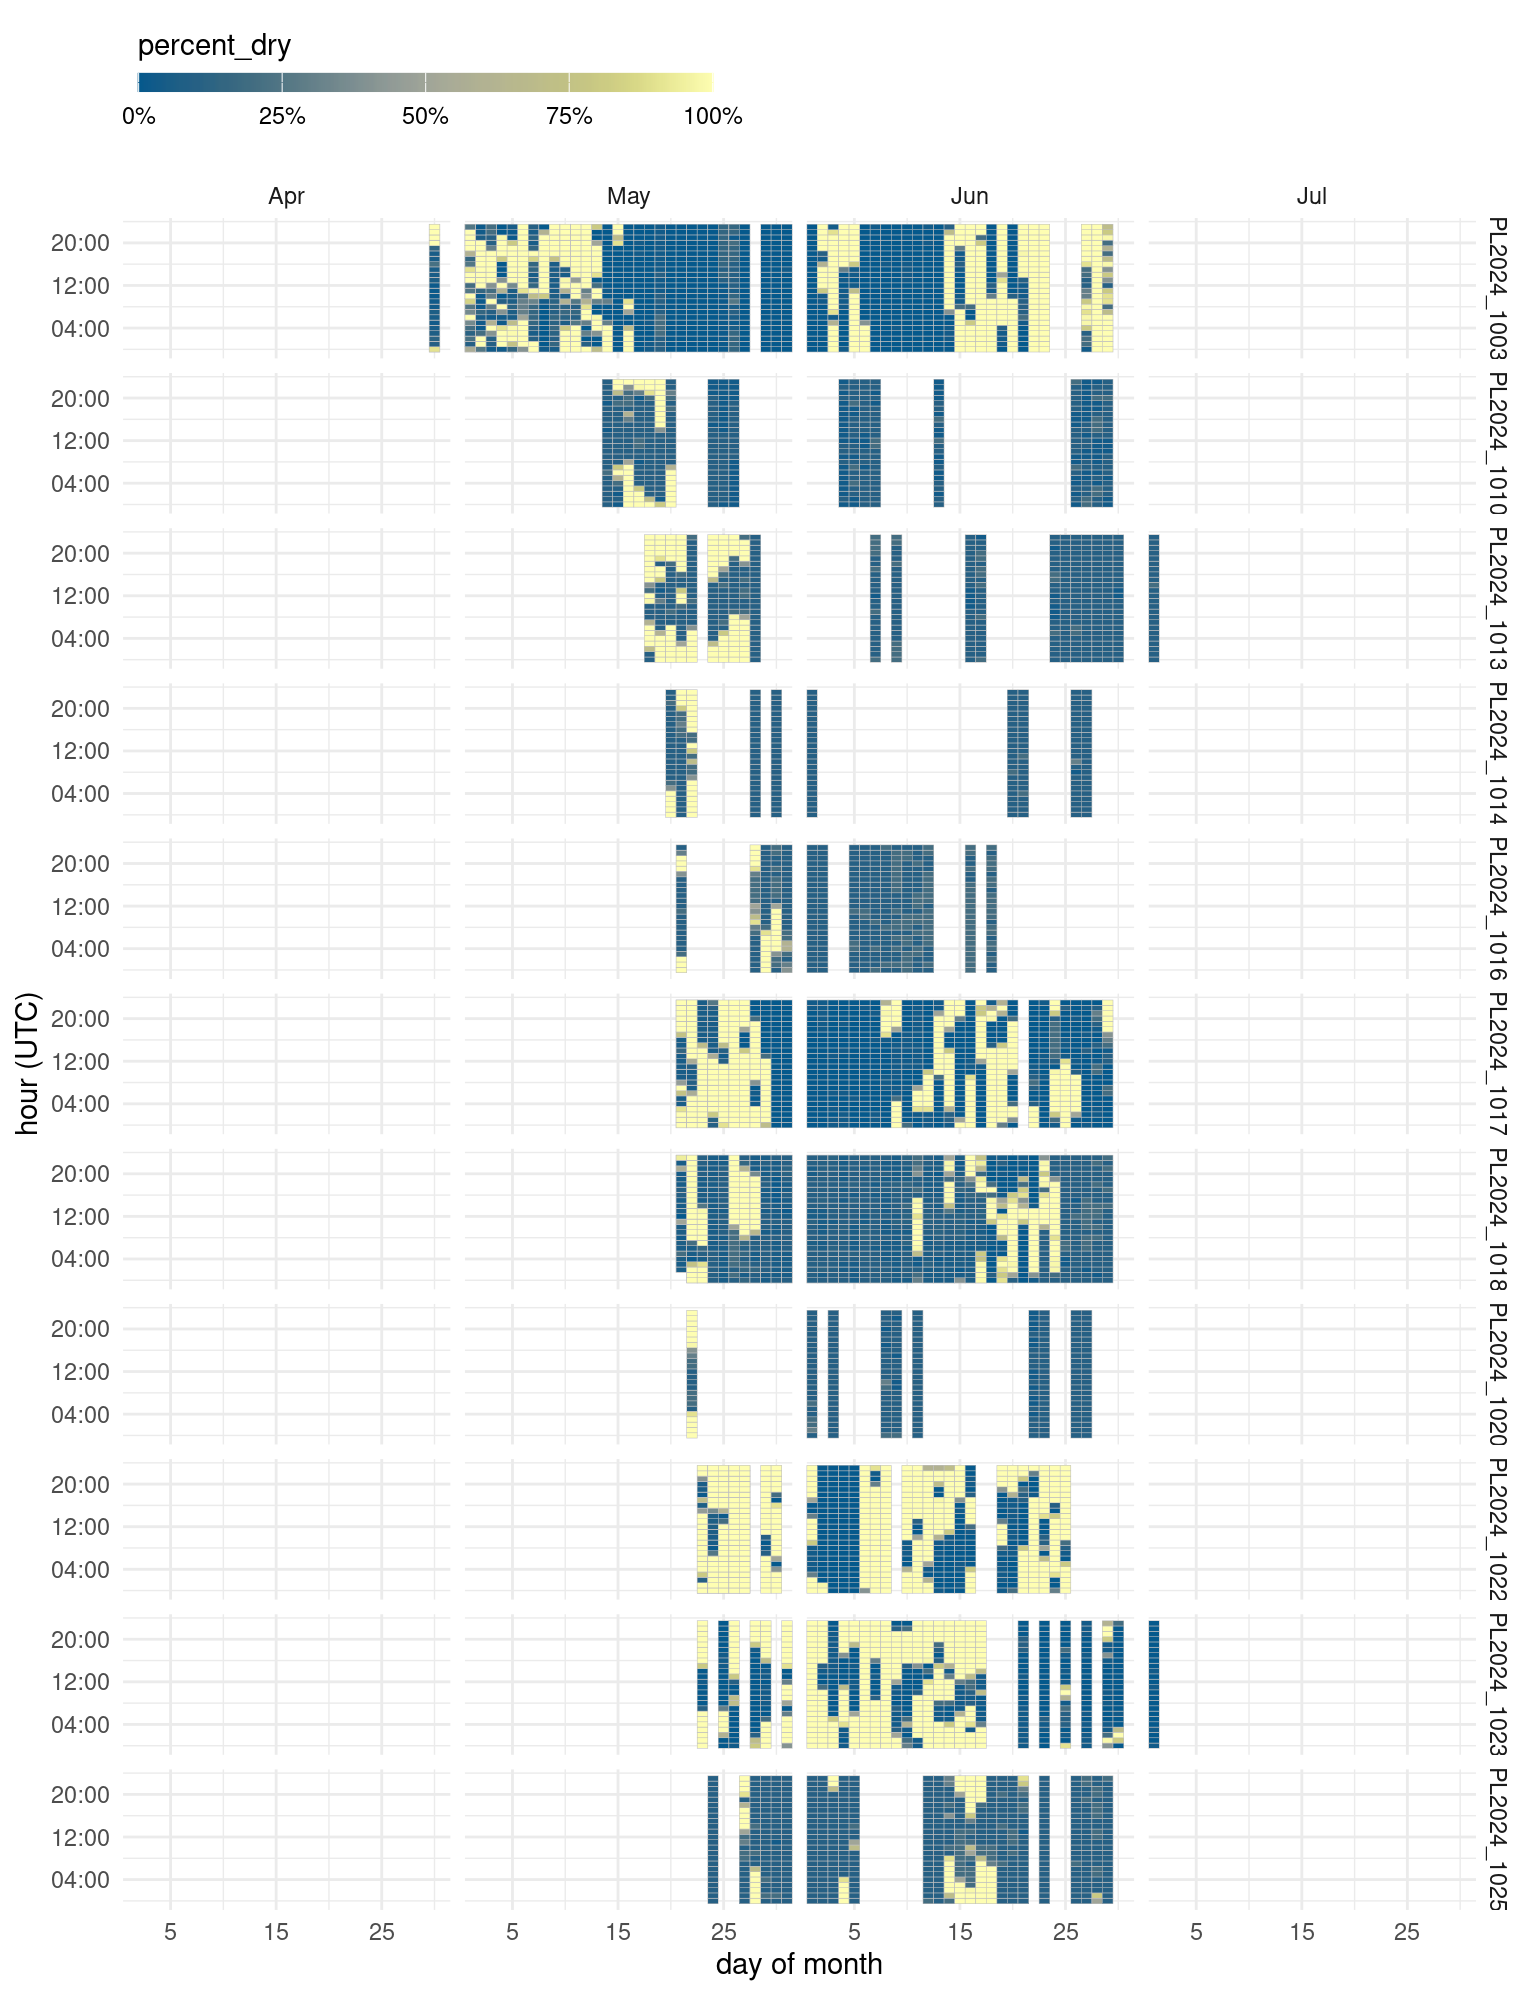 percent_dry
0% 25% 50% 75% 100%
Apr May Jun Jul
20:00
12:00
04:00
PL2024_1003
20:00
12:00
04:00
PL2024_1010
20:00
12:00
04:00
PL2024_1013
20:00
12:00
04:00
PL2024_1014
20:00
12:00
04:00
PL2024_1016
20:00
12:00
04:00
PL2024_1017
hour (UTC)
20:00
12:00
04:00
PL2024_1018
20:00
12:00
04:00
PL2024_1020
20:00
12:00
04:00
PL2024_1022
20:00
12:00
04:00
PL2024_1023
20:00
12:00
04:00
PL2024_1025
5 15 25 5 15 25 5 15 25 5 15 25
day of month